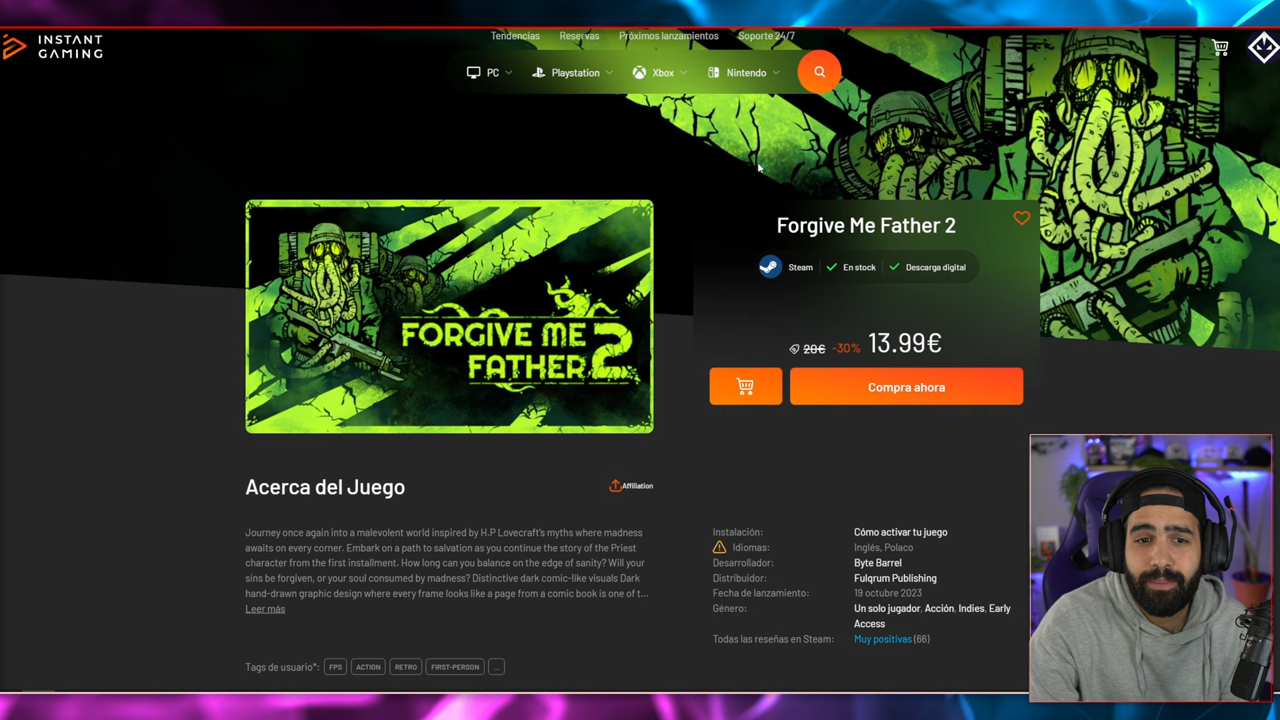 INSTANT
GAMING
Tendencias
Reservas
Próximos lanzamientos
Soporte 24/7
PC
Playstation
Xbox
Nintendo
FORGIVE ME
FATHER 2
Forgive Me Father 2
Steam
En stock
Descarga digital
20€ -30% 13.99€
Compra ahora
Acerca del Juego
Affiliation
Journey once again into a malevolent world inspired by H.P Lovecraft's myths where madness
awaits on every corner. Embark on a path to salvation as you continue the story of the Priest
character from the first installment. How long can you balance on the edge of sanity? Will your
sins be forgiven, or your soul consumed by madness? Distinctive dark comic-like visuals Dark
hand-drawn graphic design where every frame looks like a page from a comic book is one of t...
Leer más
Tags de usuario*:
FPS
ACTION
RETRO
FIRST-PERSON
...
Instalación: Cómo activar tu juego
Idiomas: Inglés, Polaco
Desarrollador: Byte Barrel
Distribuidor: Fulqrum Publishing
Fecha de lanzamiento: 19 octubre 2023
Género: Un solo jugador, Acción, Indies, Early
Access
Todas las reseñas en Steam: Muy positivas (66)